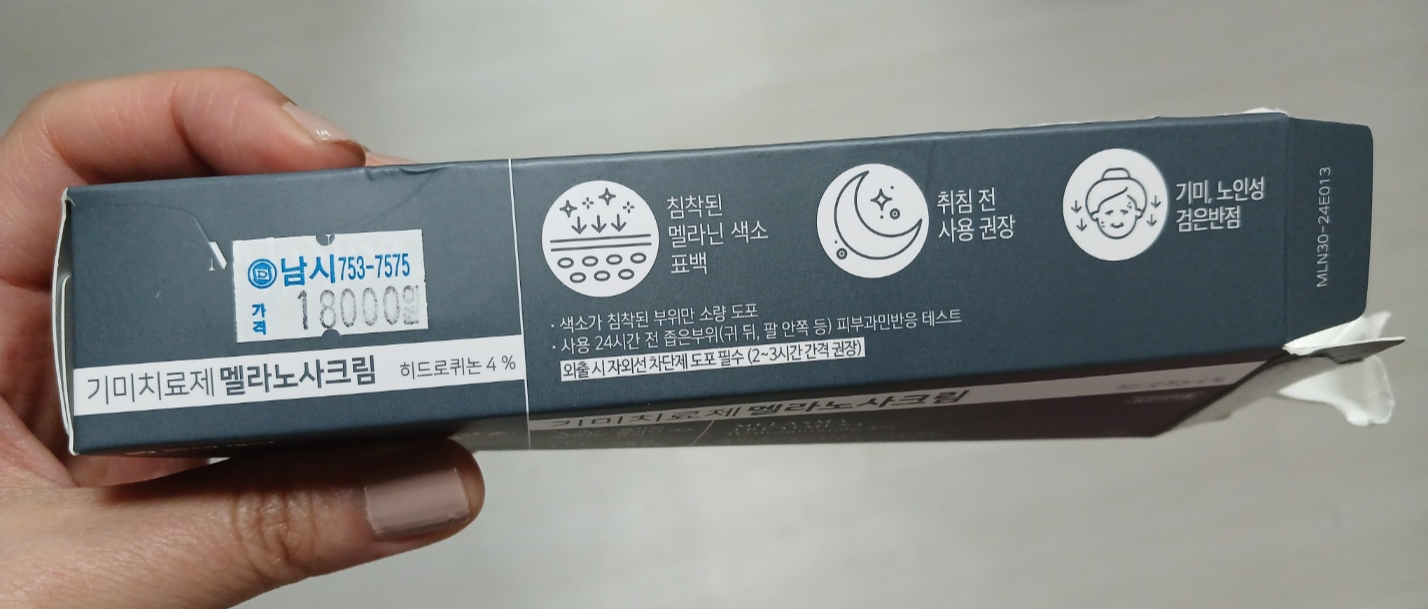 M
남시753-7575
가격 18000원
기미치료제 멜라노사크림 히드로퀴논 4 %
침착된
멜라닌 색소
표백
취침 전
사용 권장
기미, 노인성
검은반점
· 색소가 침착된 부위만 소량 도포
· 사용 24시간 전 좁은부위(귀 뒤, 팔 안쪽 등) 피부과민반응 테스트
외출 시 자외선 차단제 도포 필수 (2~3시간 간격 권장)
MLN30-24E013
기미치료제 멜라노사크림